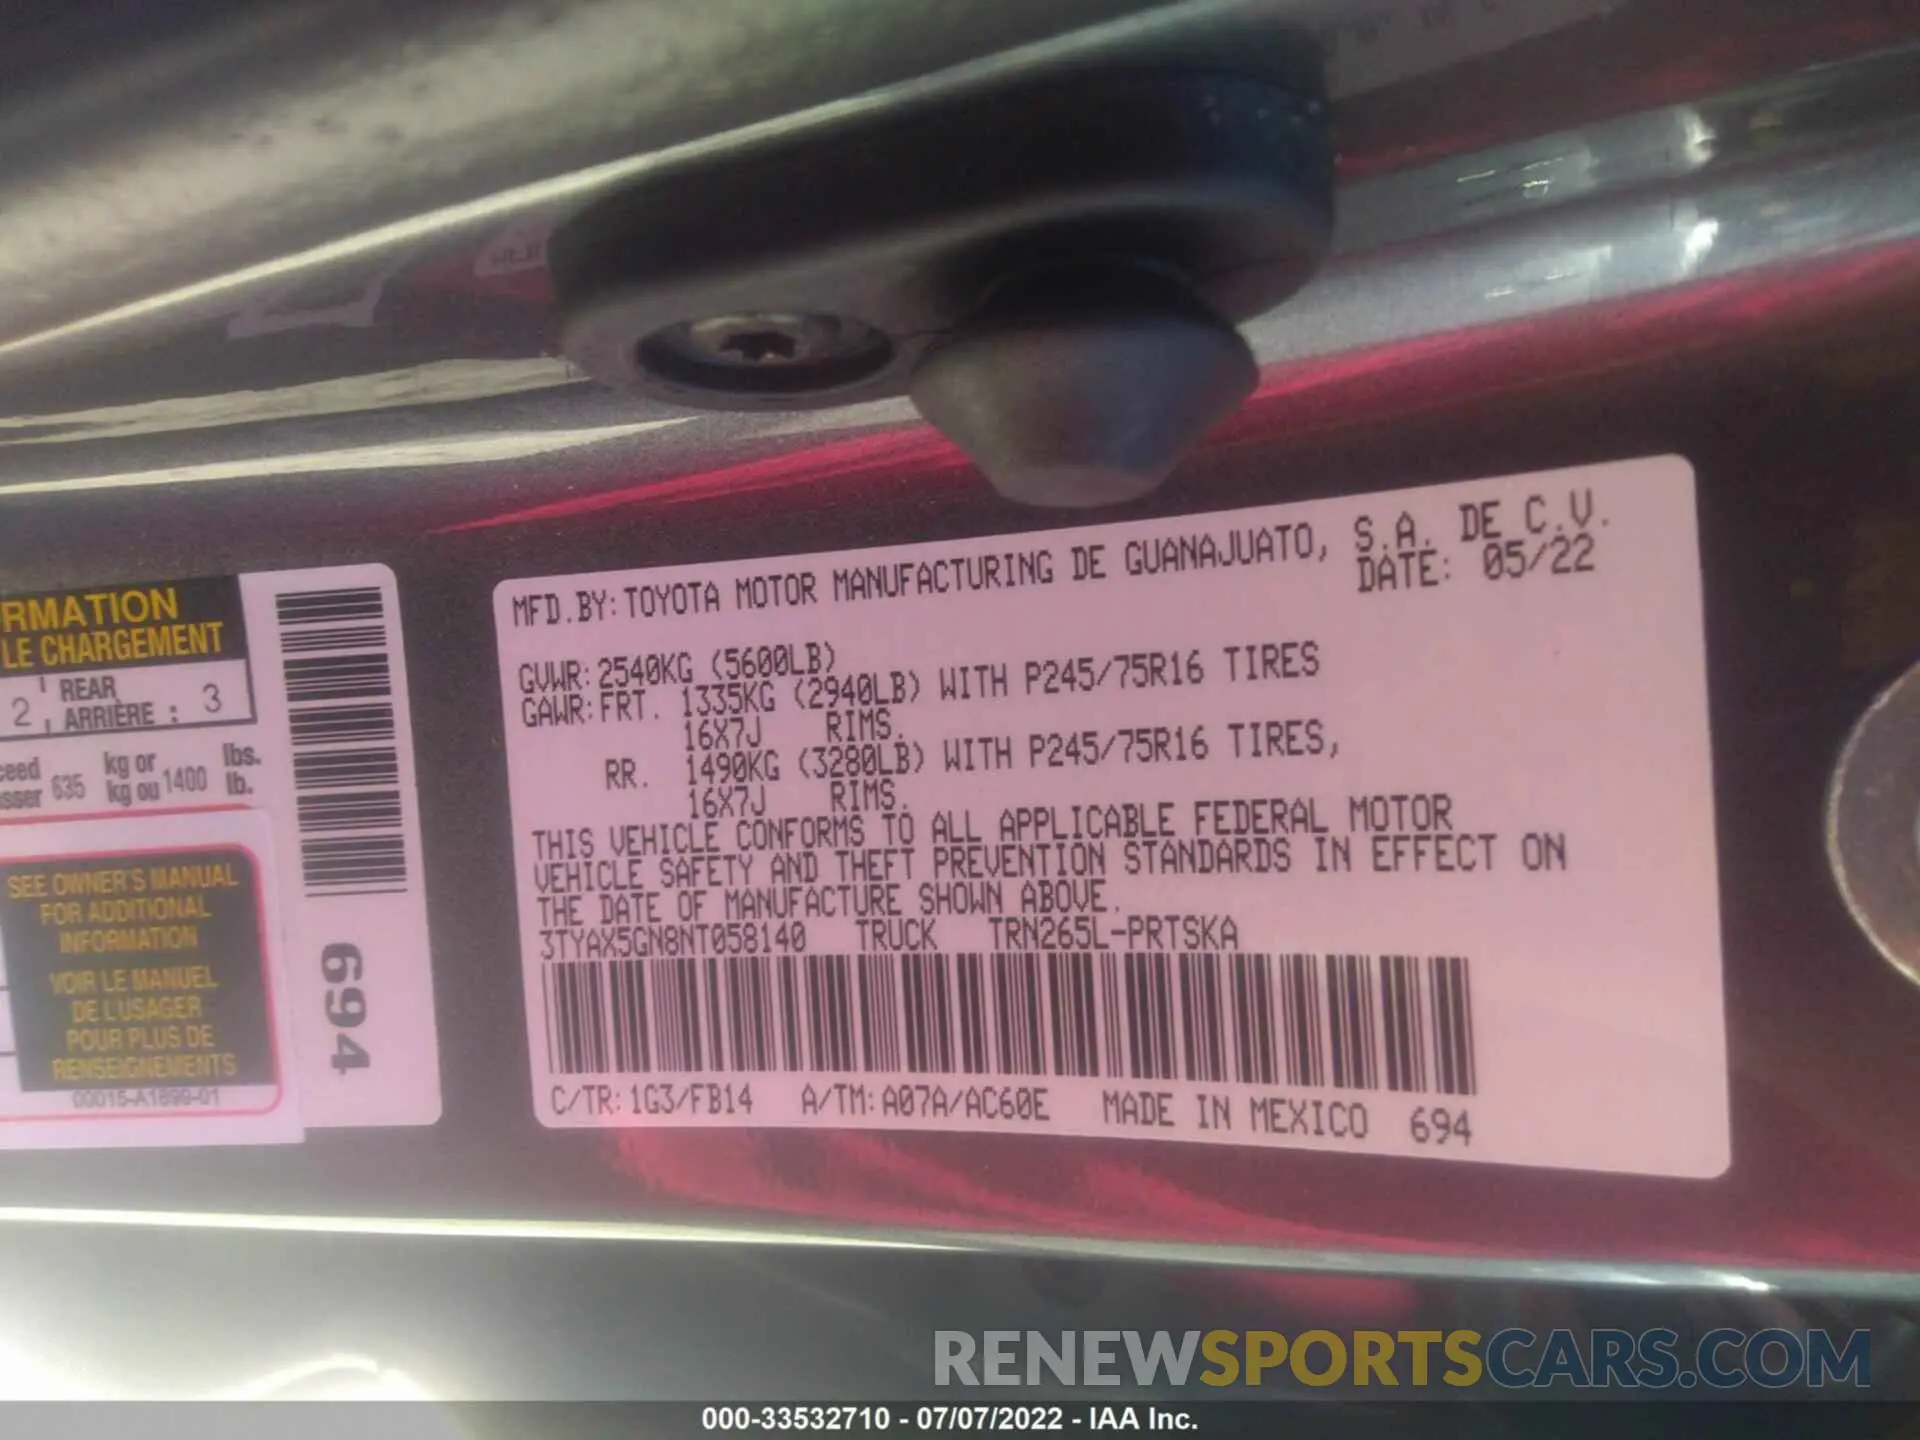 MFD.BY:TOYOTA MOTOR MANUFACTURING DE GUANAJUATO, S.A. DE C.V.
DATE: 05/22
GVWR:2540KG (5600LB)
GAWR:FRT. 1335KG (2940LB) WITH P245/75R16 TIRES
16X7J RIMS.
RR. 1490KG (3280LB) WITH P245/75R16 TIRES,
16X7J RIMS.
THIS VEHICLE CONFORMS TO ALL APPLICABLE FEDERAL MOTOR
VEHICLE SAFETY AND THEFT PREVENTION STANDARDS IN EFFECT ON
THE DATE OF MANUFACTURE SHOWN ABOVE.
3TYAX5GN8NT058140 TRUCK TRN265L-PRTSKA
C/TR:1G3/FB14 A/TM:A07A/AC60E MADE IN MEXICO 694
RMATION
LE CHARGEMENT
2 REAR
ARRIÈRE : 3
ceed 635 kg or 1400 lbs.
sser kg ou lb.
SEE OWNER'S MANUAL
FOR ADDITIONAL
INFORMATION
VOIR LE MANUEL
DE L'USAGER
POUR PLUS DE
RENSEIGNEMENTS
00015-A1899-01
694
RENEWSPORTSCARS.COM
000-33532710 - 07/07/2022 - IAA Inc.